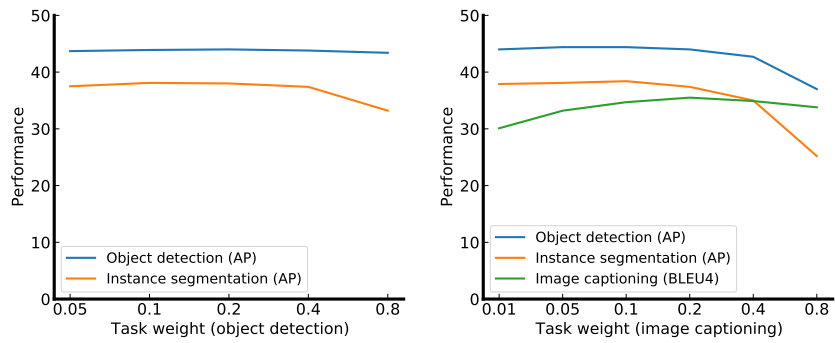 50
40
30
20
10
0
Performance
Object detection (AP)
Instance segmentation (AP)
0.05 0.1 0.2 0.4 0.8
Task weight (object detection)
50
40
30
20
10
0
Performance
Object detection (AP)
Instance segmentation (AP)
Image captioning (BLEU4)
0.01 0.05 0.1 0.2 0.4 0.8
Task weight (image captioning)